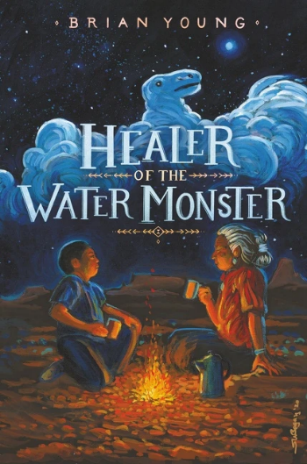 BRIAN YOUNG
HEALER
OF THE
WATER MONSTER